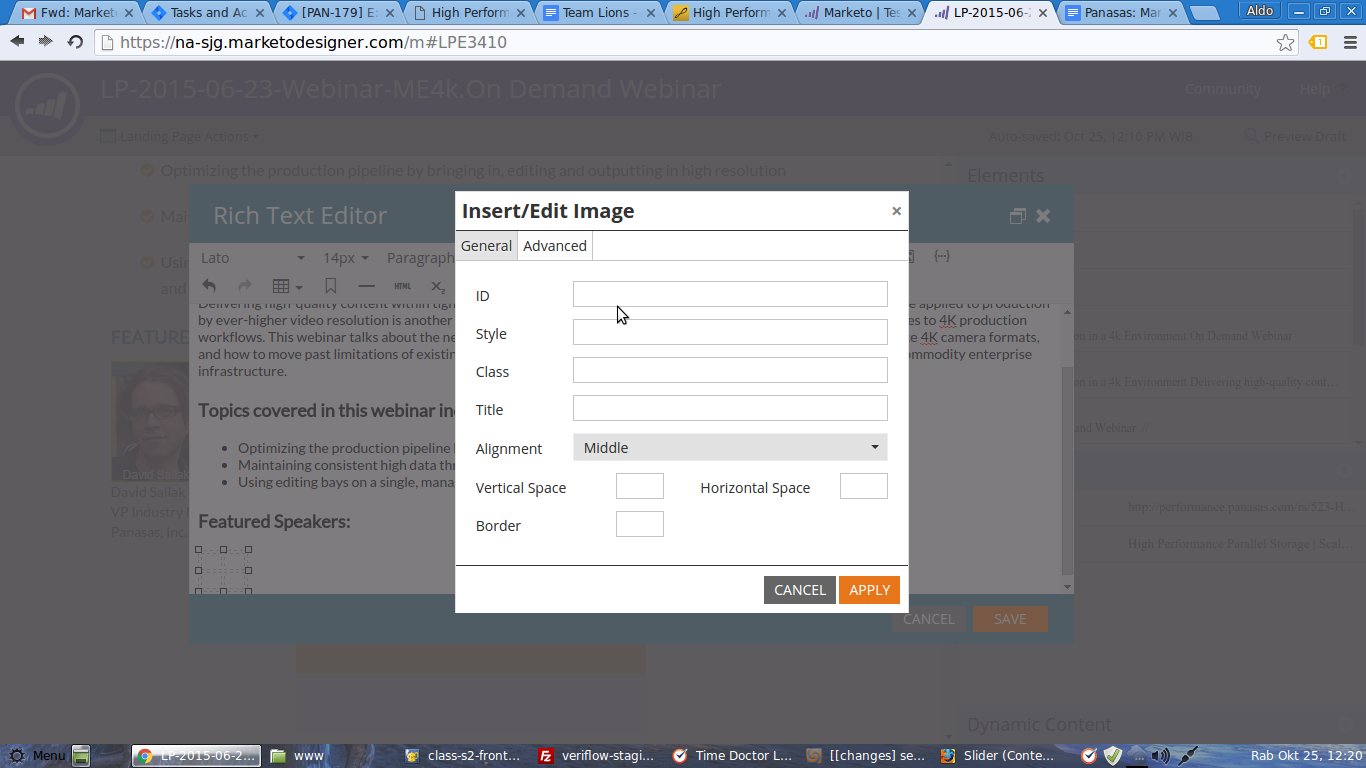 Fwd: Market
Tasks and Ac
[PAN-179] E
High Perform
Team Lions -
High Perform
Marketo | Te
LP-2015-06-
Panasas: Ma
Aldo
https://na-sjg.marketodesigner.com/m#LPE3410
1
LP-2015-06-23-Webinar-ME4k.On Demand Webinar
Community
Help
Landing Page Actions
Auto-saved: Oct 25, 12:10 PM WIB
Preview Draft
Optimizing the production pipeline by bringing in, editing and outputting in high resolution
Elements
Mai
Usin
and
Rich Text Editor
Lato
14px
Paragraph
HTML
{···}
Delivering high-quality content within tigh
e applied to production
by ever-higher video resolution is another
es to 4K production
workflows. This webinar talks about the ne
e 4K camera formats,
and how to move past limitations of existin
ommodity enterprise
infrastructure.
Topics covered in this webinar in
Optimizing the production pipeline
Maintaining consistent high data thr
Using editing bays on a single, mana
Featured Speakers:
FEATURE
David Sallak
David Sallak
VP Industry
Panasas, Inc.
on in a 4k Environment On Demand Webinar
on in a 4k Environment Delivering high-quality cont...
and Webinar
http://performance.panasas.com/rs/523-H...
High Performance Parallel Storage | Scal...
CANCEL
SAVE
Dynamic Content
Insert/Edit Image
×
General
Advanced
ID
Style
Class
Title
Alignment
Middle
Vertical Space
Horizontal Space
Border
CANCEL
APPLY
Menu
LP-2015-06-2...
www
class-s2-front...
veriflow-stagi...
Time Doctor L...
[[changes] se...
Slider (Conte...
Rab Okt 25, 12:20